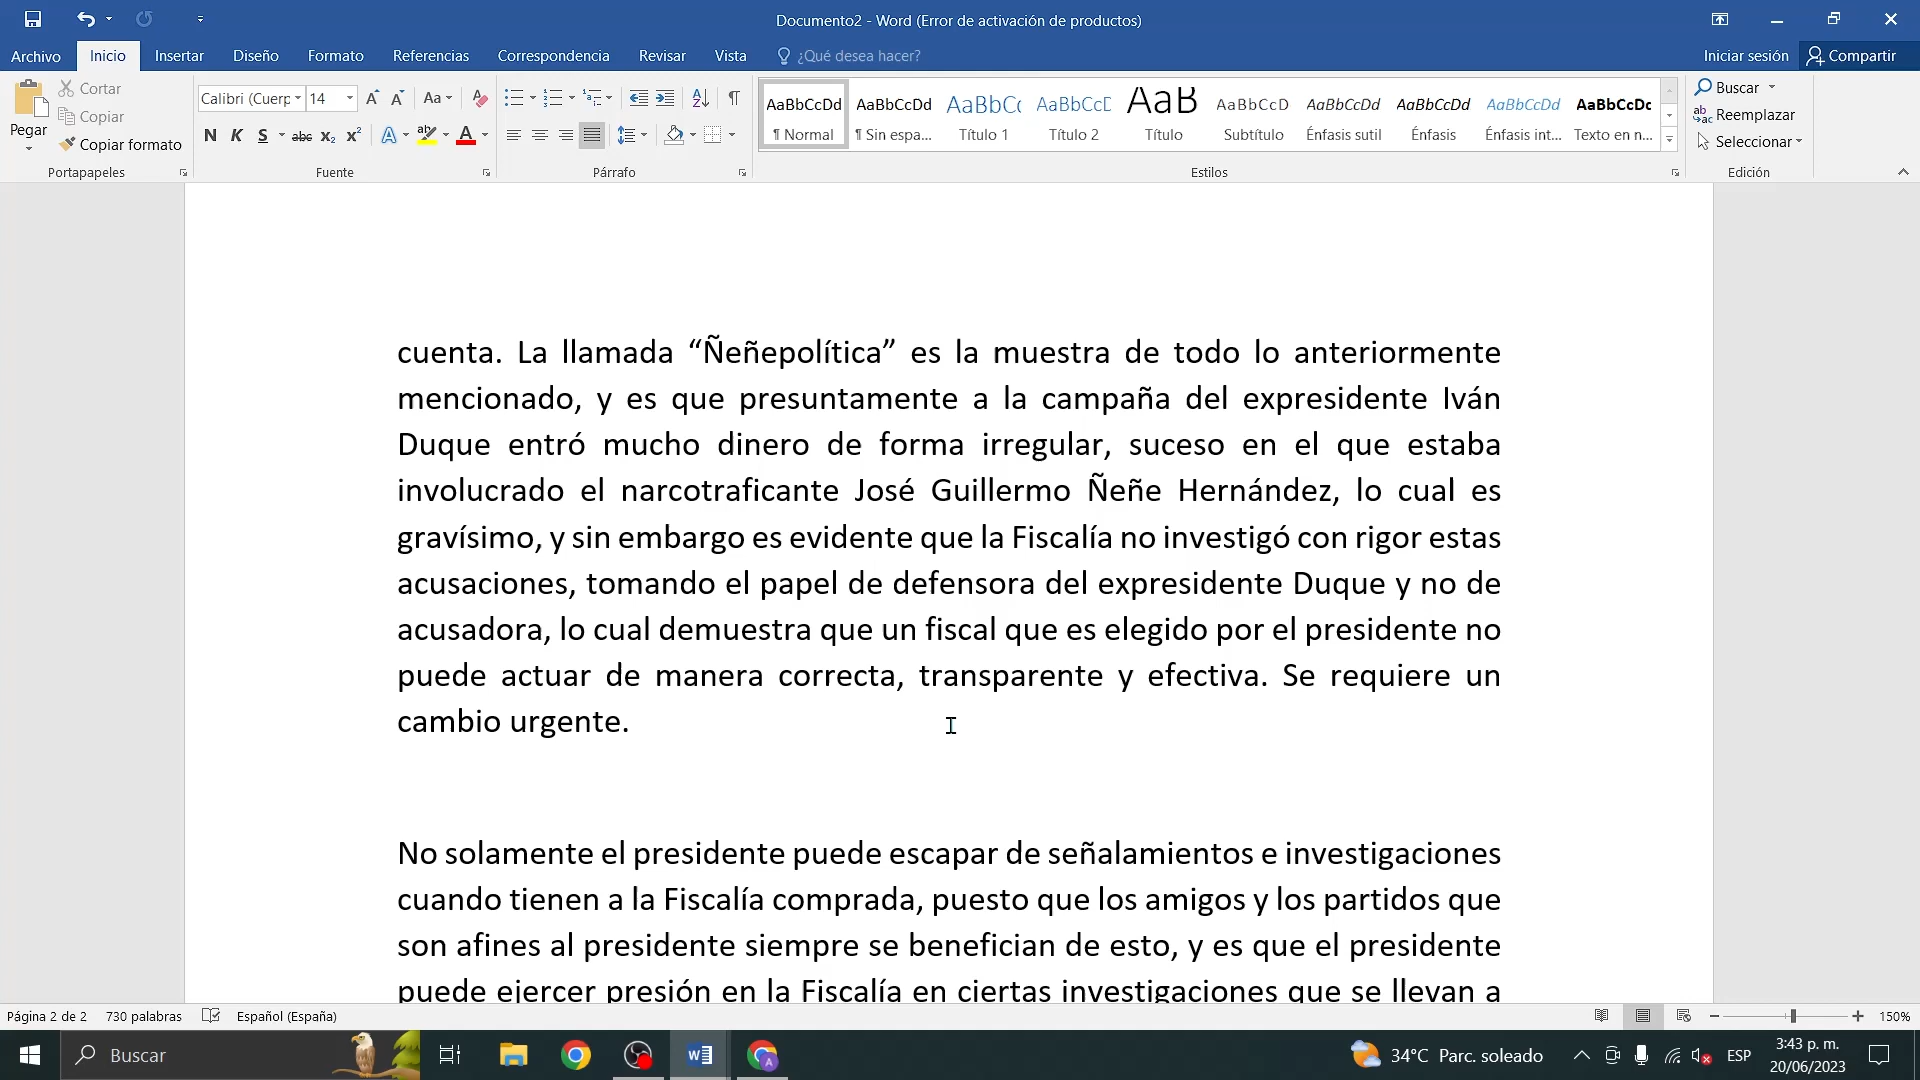 Documento2 - Word (Error de activación de productos)
Archivo Inicio Insertar Diseño Formato Referencias Correspondencia Revisar Vista ¿Qué desea hacer? Iniciar sesión Compartir
Pegar
Cortar
Copiar
Copiar formato
Portapapeles
Calibri (Cuerp 14
Fuente
Párrafo
AaBbCcDd AaBbCcDd AaBbC( AaBbCcD AaB AaBbCcD AaBbCcDd AaBbCcDd AaBbCcDd AaBbCcDc
¶ Normal ¶ Sin espa... Título 1 Título 2 Título Subtítulo Énfasis sutil Énfasis Énfasis int... Texto en n...
Estilos
Buscar
Reemplazar
Seleccionar
Edición
cuenta. La llamada “Ñeñepolítica” es la muestra de todo lo anteriormente
mencionado, y es que presuntamente a la campaña del expresidente Iván
Duque entró mucho dinero de forma irregular, suceso en el que estaba
involucrado el narcotraficante José Guillermo Ñeñe Hernández, lo cual es
gravísimo, y sin embargo es evidente que la Fiscalía no investigó con rigor estas
acusaciones, tomando el papel de defensora del expresidente Duque y no de
acusadora, lo cual demuestra que un fiscal que es elegido por el presidente no
puede actuar de manera correcta, transparente y efectiva. Se requiere un
cambio urgente.
No solamente el presidente puede escapar de señalamientos e investigaciones
cuando tienen a la Fiscalía comprada, puesto que los amigos y los partidos que
son afines al presidente siempre se benefician de esto, y es que el presidente
puede ejercer presión en la Fiscalía en ciertas investigaciones que se llevan a
Página 2 de 2 730 palabras Español (España) 150%
Buscar 34°C Parc. soleado ESP 3:43 p. m.
20/06/2023